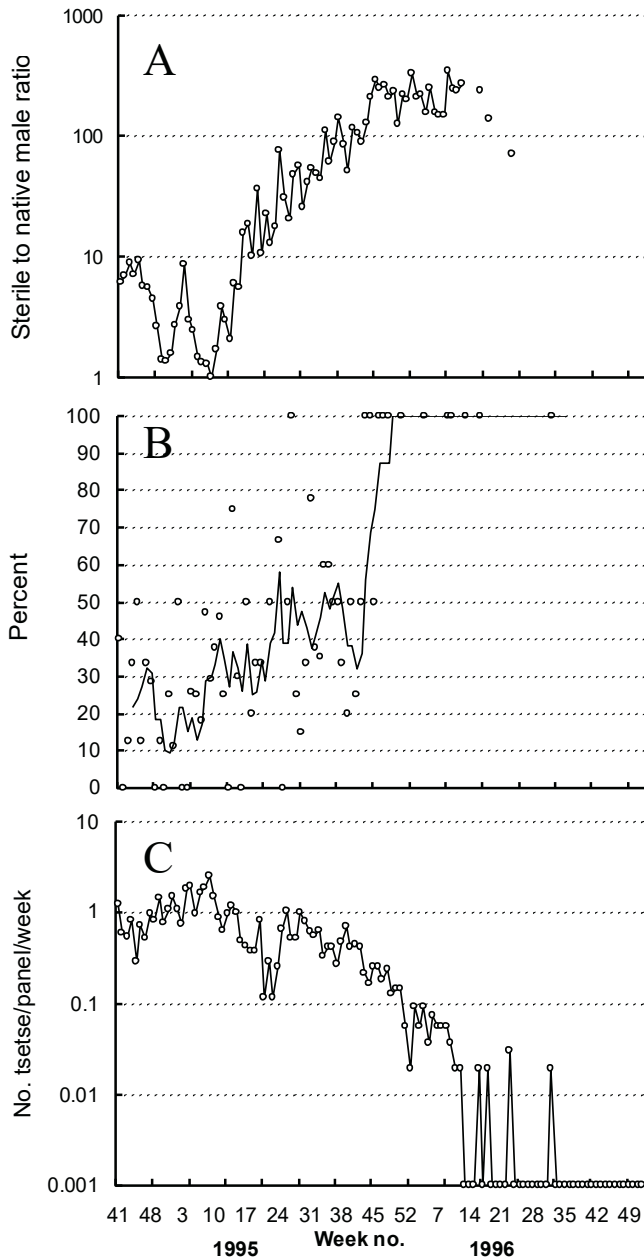 A
Sterile to native male ratio
1000
100
10
1
B
Percent
100
90
80
70
60
50
40
30
20
10
0
C
No. tsetse/panel/week
10
1
0.1
0.01
0.001
41 48 3 10 17 24 31 38 45 52 7 14 21 28 35 42 49
1995 Week no. 1996